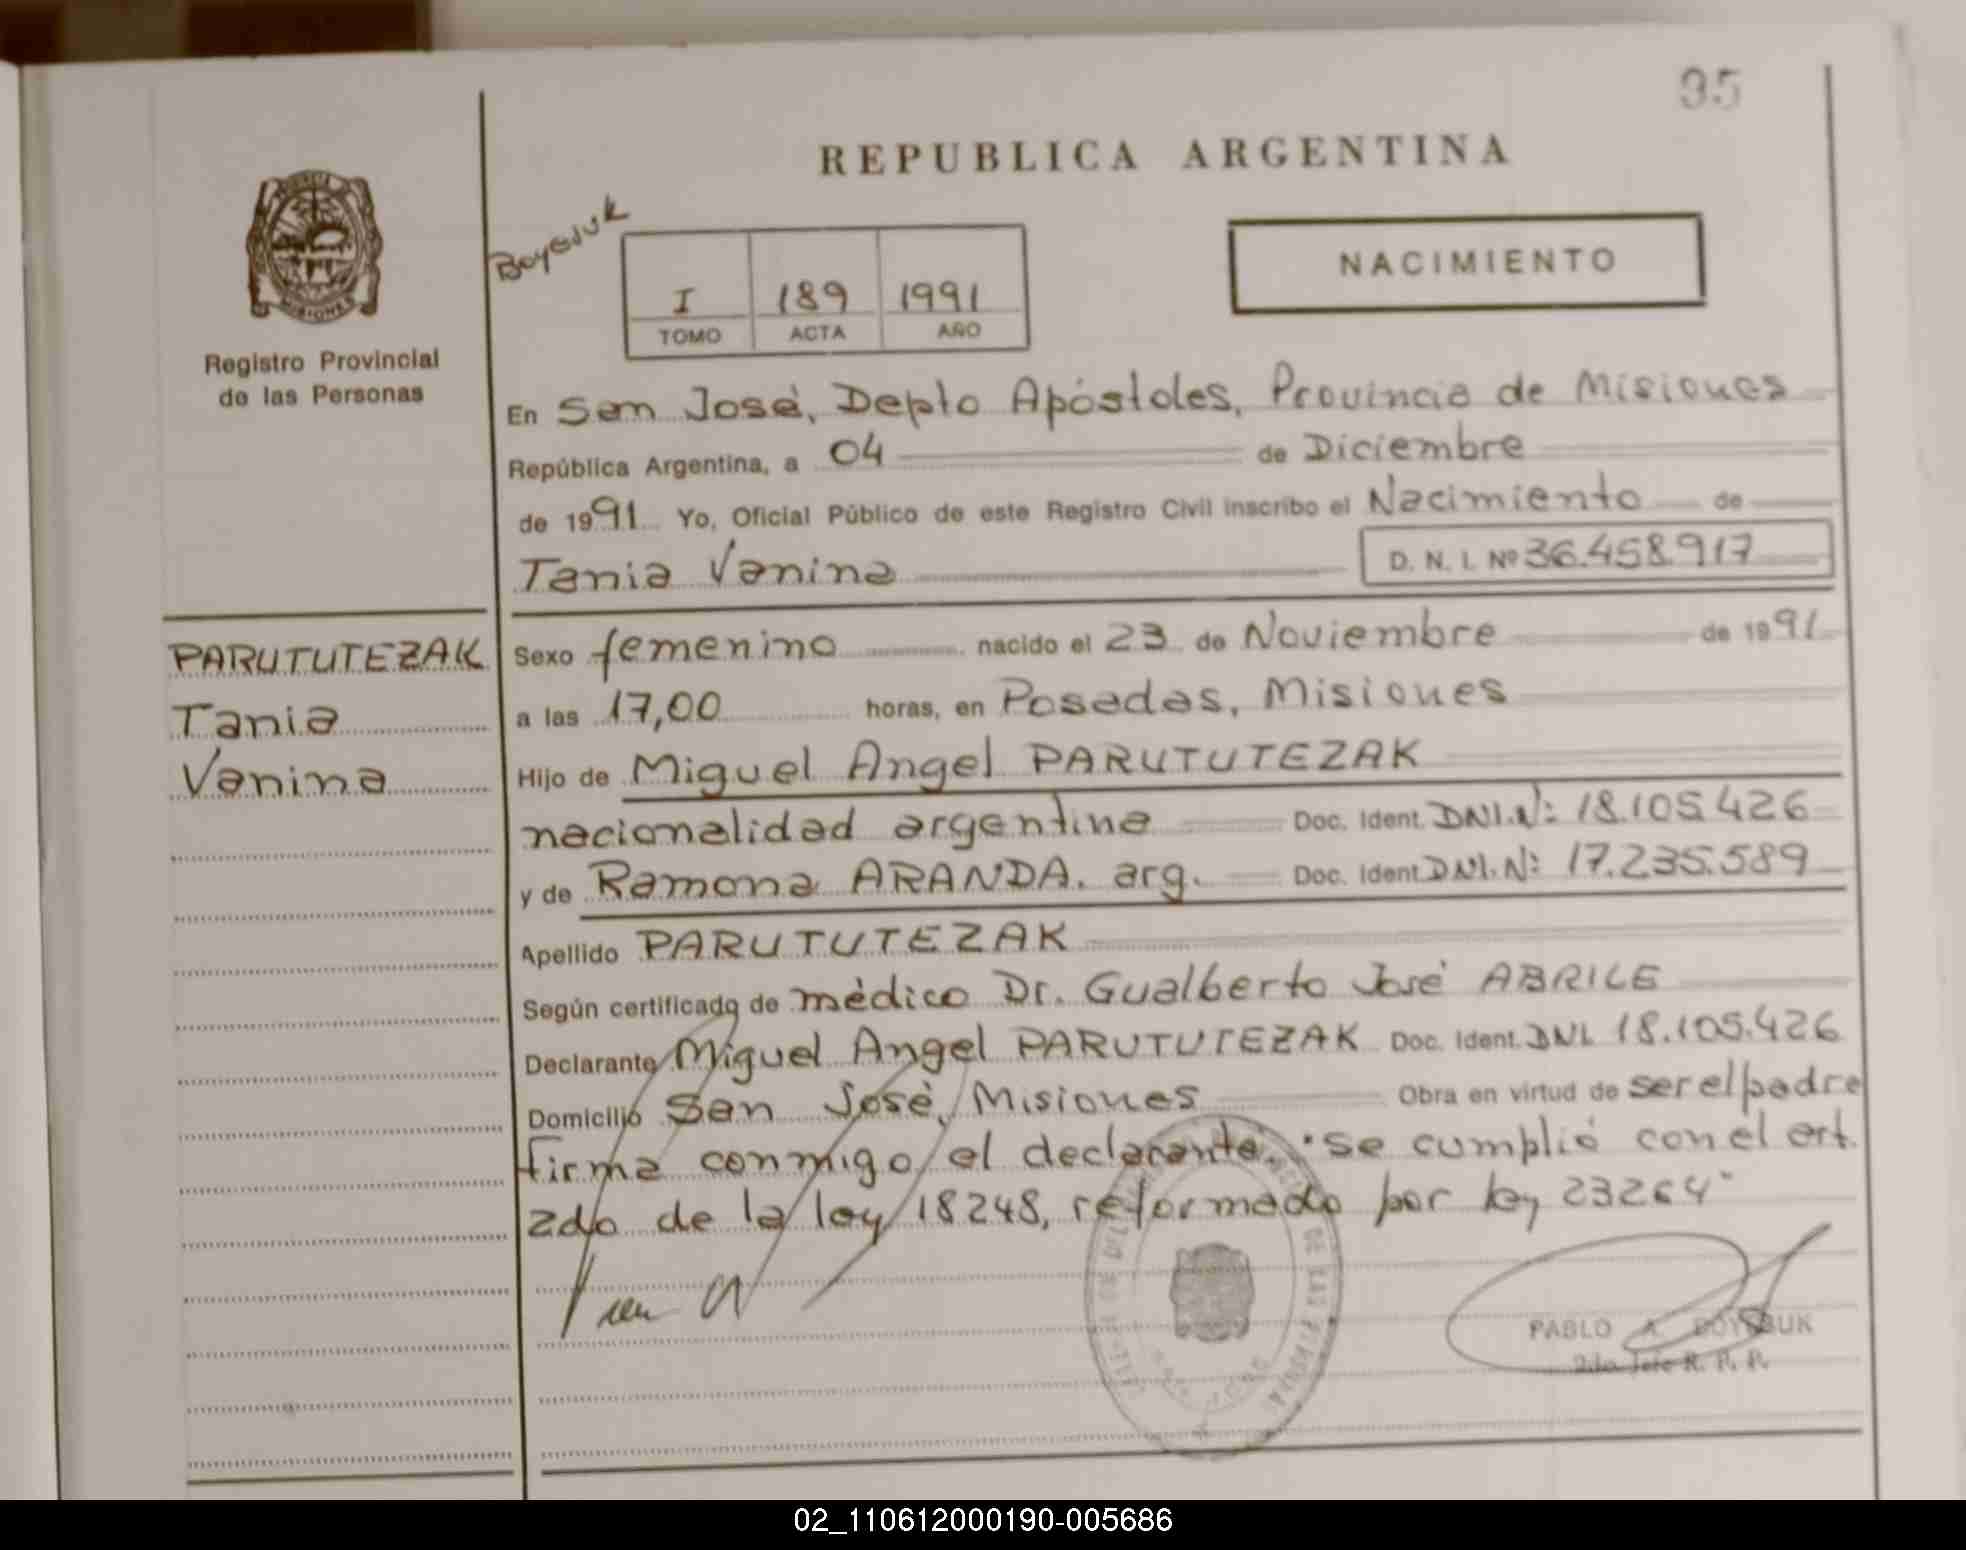 95
REPUBLICA ARGENTINA
Boyesuk
NACIMIENTO
I 189 1991
TOMO ACTA AÑO
Registro Provincial
de las Personas
En San José, Depto Apóstoles, Provincia de Misiones
República Argentina, a 04 de Diciembre
de 1991 Yo, Oficial Público de este Registro Civil inscribo el Nacimiento de
Tania Vanina D. N. I. Nº 36.458.917
PARUTUTEZAK
Tania
Vanina
Sexo femenino nacido el 23 de Noviembre de 1991
a las 17,00 horas, en Posadas, Misiones
Hijo de Miguel Angel PARUTUTEZAK
nacionalidad argentina Doc. Ident. DNI.Nº: 18.105.426
y de Ramona ARANDA. arg. Doc. Ident DNI.Nº: 17.235.589
Apellido PARUTUTEZAK
Según certificado de médico Dr. Gualberto José ABRILE
Declarante Miguel Angel PARUTUTEZAK Doc. Ident. DNI. 18.105.426
Domicilio San José, Misiones Obra en virtud de ser el padre
firma conmigo el declarante. "se cumplió con el art.
2do de la ley 18248, reformado por ley 23264"
PABLO A. BOYESUK
2do Jefe R. P. P.
02_110612000190-005686